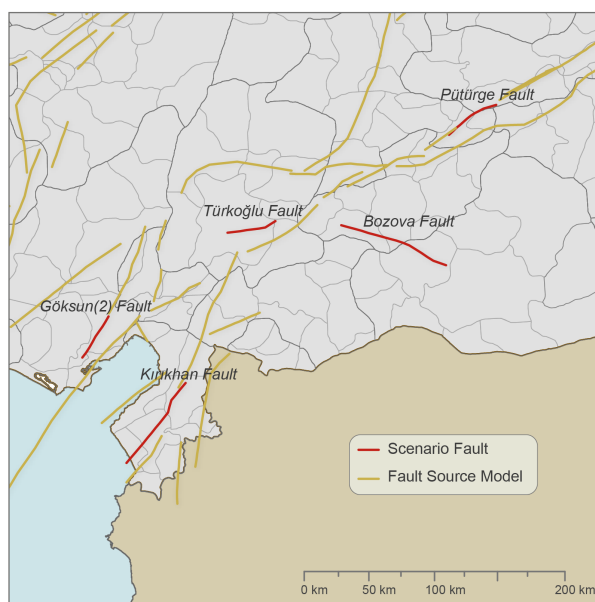 Pütürge Fault
Türkoğlu Fault
Bozova Fault
Göksun(2) Fault
Kırıkhan Fault
Scenario Fault
Fault Source Model
0 km 50 km 100 km 200 km